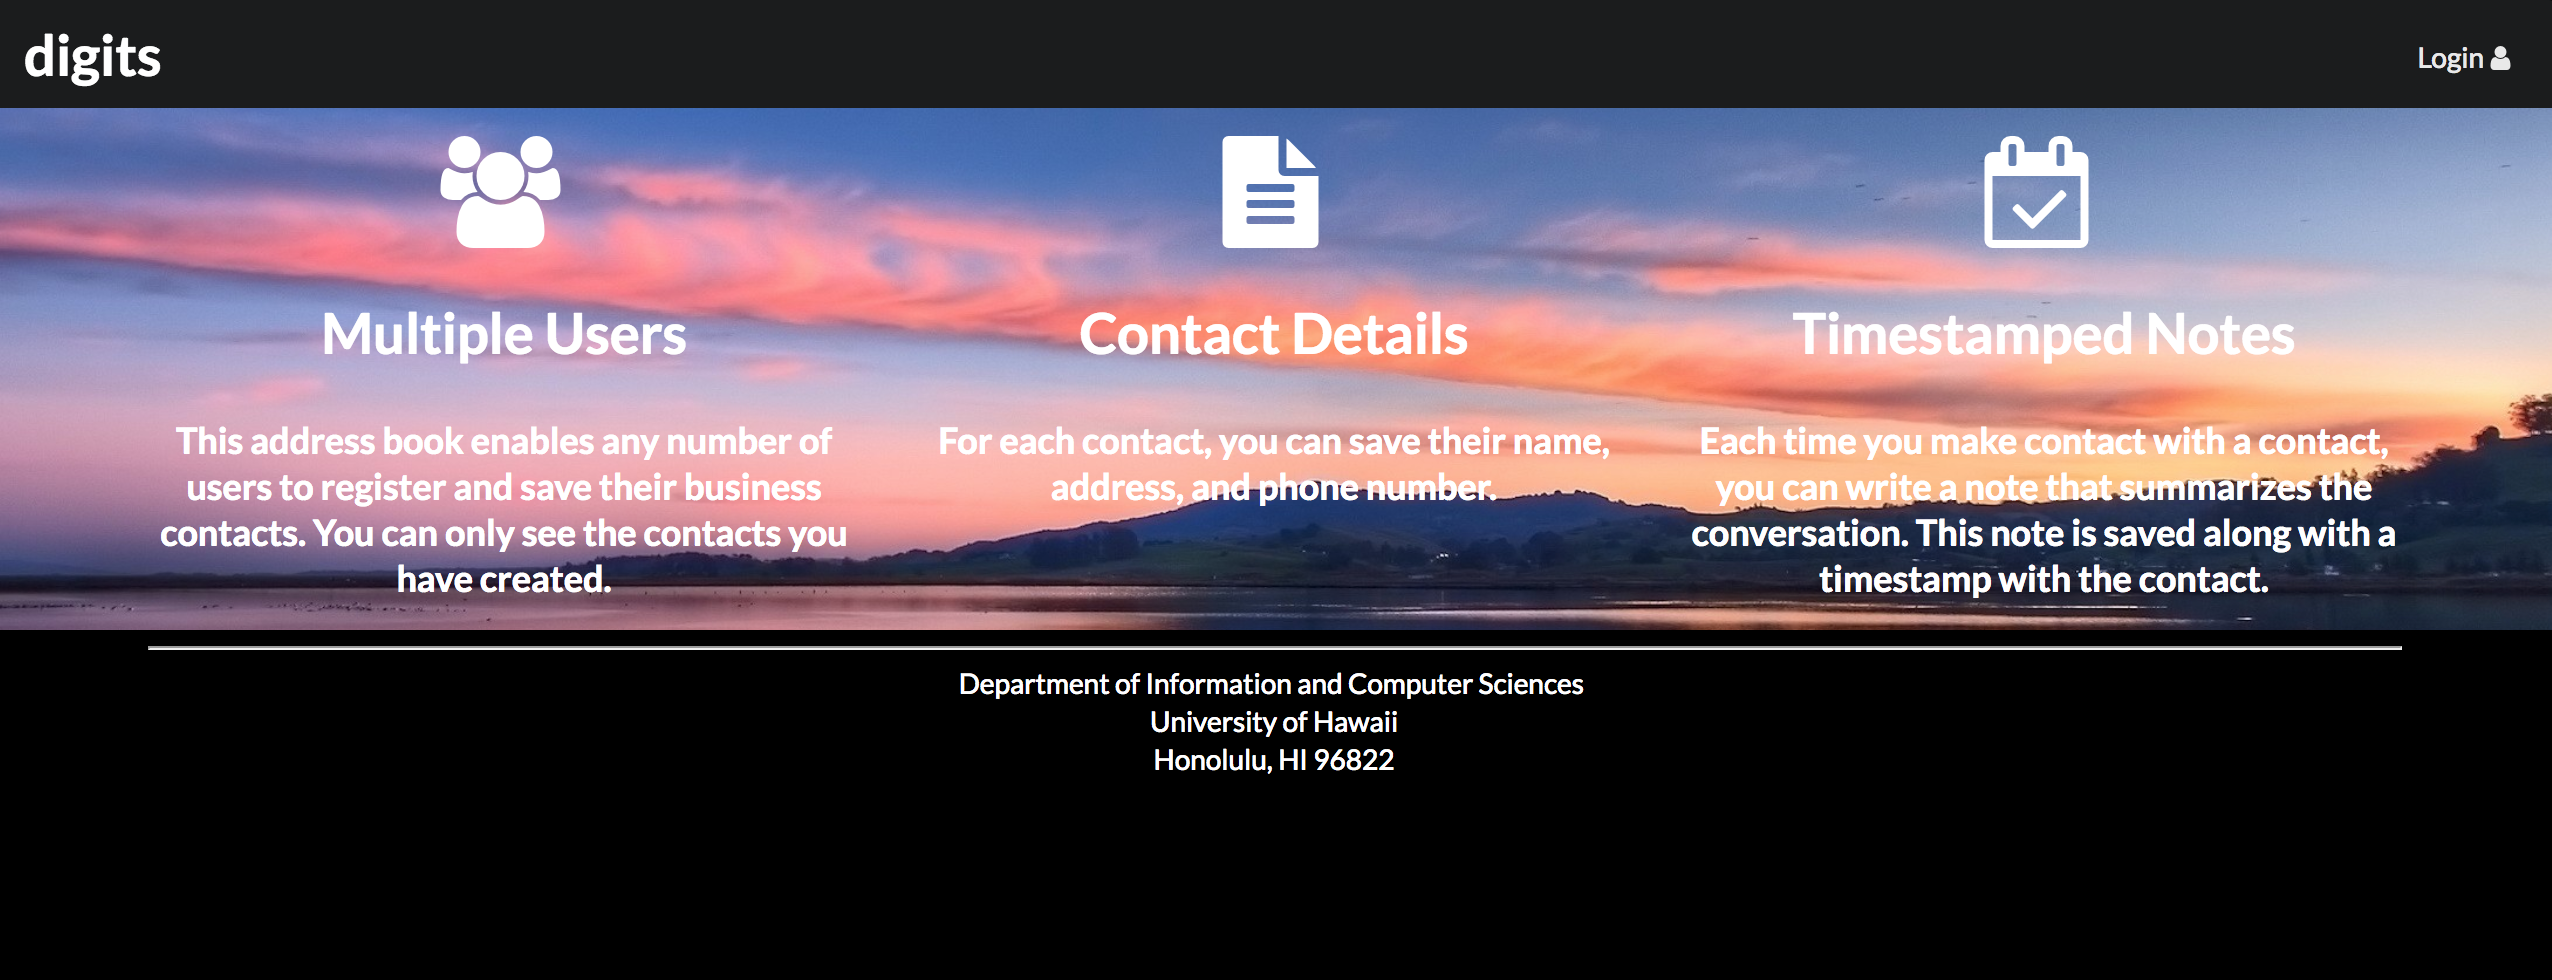 digits
Login
Multiple Users
This address book enables any number of
users to register and save their business
contacts. You can only see the contacts you
have created.
Contact Details
For each contact, you can save their name,
address, and phone number.
Timestamped Notes
Each time you make contact with a contact,
you can write a note that summarizes the
conversation. This note is saved along with a
timestamp with the contact.
Department of Information and Computer Sciences
University of Hawaii
Honolulu, HI 96822